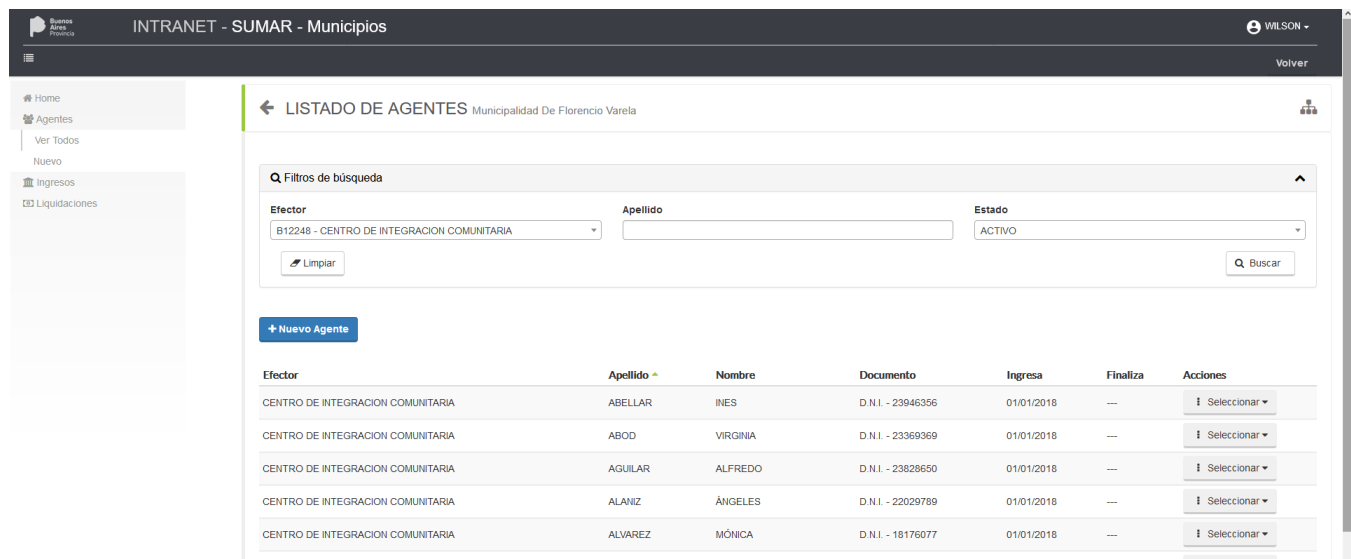 Buenos
Aires
Provincia
INTRANET - SUMAR - Municipios
WILSON
Volver
Home
Agentes
Ver Todos
Nuevo
Ingresos
Liquidaciones
LISTADO DE AGENTES Municipalidad De Florencio Varela
Filtros de búsqueda
Efector Apellido Estado
B12248 - CENTRO DE INTEGRACION COMUNITARIA ACTIVO
Limpiar Buscar
+ Nuevo Agente
Efector Apellido Nombre Documento Ingresa Finaliza Acciones
CENTRO DE INTEGRACION COMUNITARIA ABELLAR INES D.N.I. - 23946356 01/01/2018 --- Seleccionar
CENTRO DE INTEGRACION COMUNITARIA ABOD VIRGINIA D.N.I. - 23369369 01/01/2018 --- Seleccionar
CENTRO DE INTEGRACION COMUNITARIA AGUILAR ALFREDO D.N.I. - 23828650 01/01/2018 --- Seleccionar
CENTRO DE INTEGRACION COMUNITARIA ALANIZ ÁNGELES D.N.I. - 22029789 01/01/2018 --- Seleccionar
CENTRO DE INTEGRACION COMUNITARIA ALVAREZ MÓNICA D.N.I. - 18176077 01/01/2018 --- Seleccionar